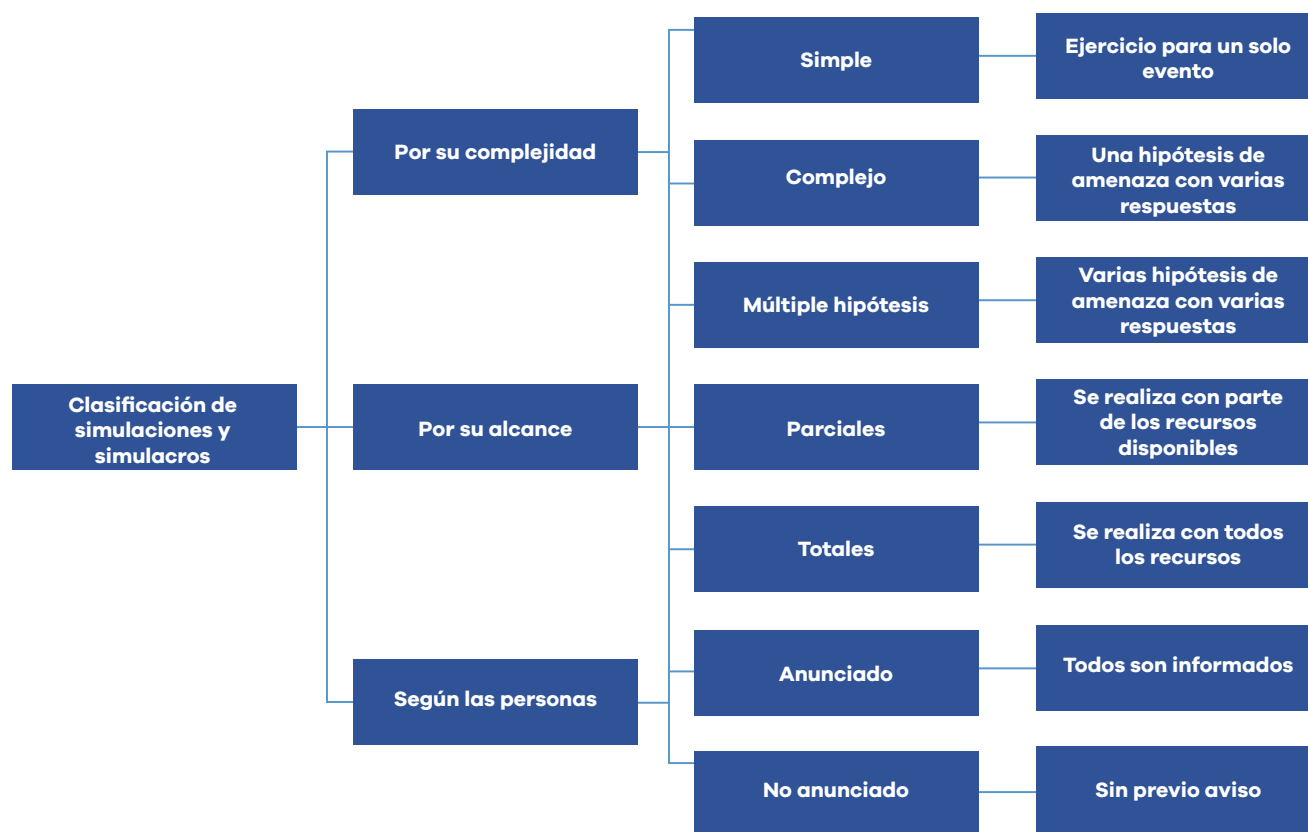 Clasificación de
simulaciones y
simulacros
Por su complejidad
Simple
Ejercicio para un solo
evento
Complejo
Una hipótesis de
amenaza con varias
respuestas
Múltiple hipótesis
Varias hipótesis de
amenaza con varias
respuestas
Por su alcance
Parciales
Se realiza con parte
de los recursos
disponibles
Totales
Se realiza con todos
los recursos
Según las personas
Anunciado
Todos son informados
No anunciado
Sin previo aviso